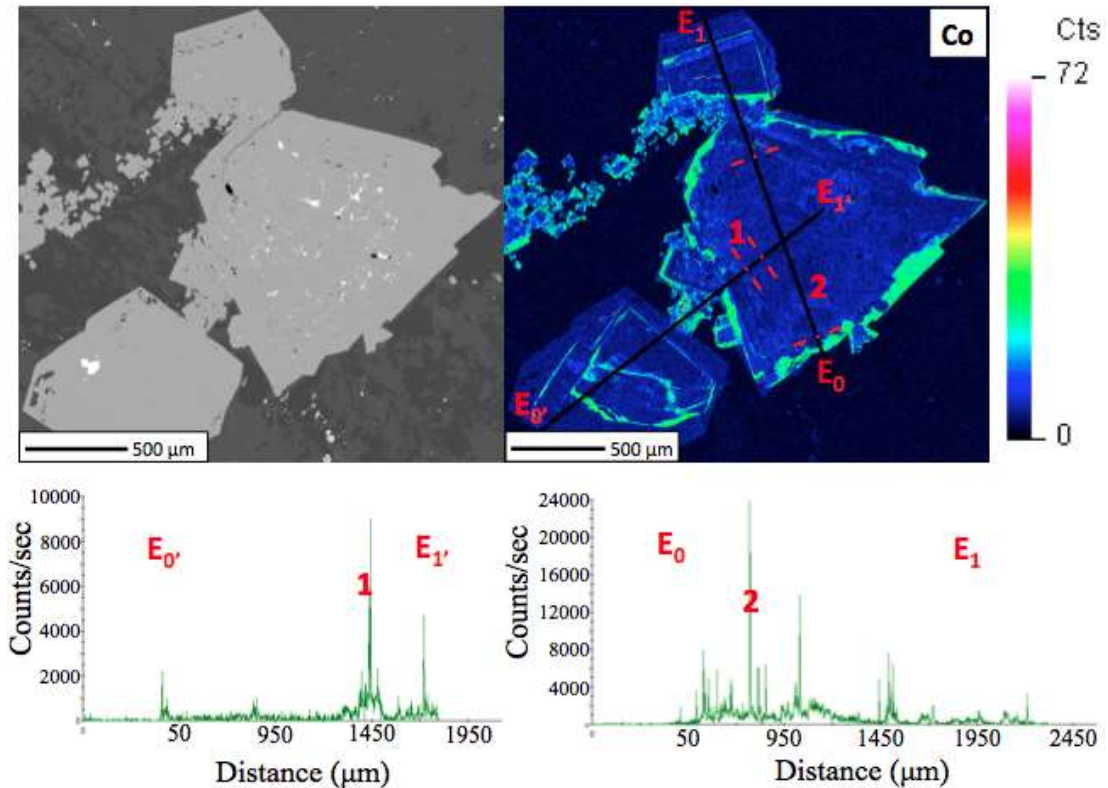 E1
Co
Cts
72
E1'
1
2
E0
E0'
0
500 µm
500 µm
10000
8000
6000
4000
2000
Counts/sec
E0'
1
E1'
50
950
1450
1950
Distance (µm)
24000
20000
16000
12000
8000
4000
Counts/sec
E0
2
E1
50
950
1450
1950
2450
Distance (µm)